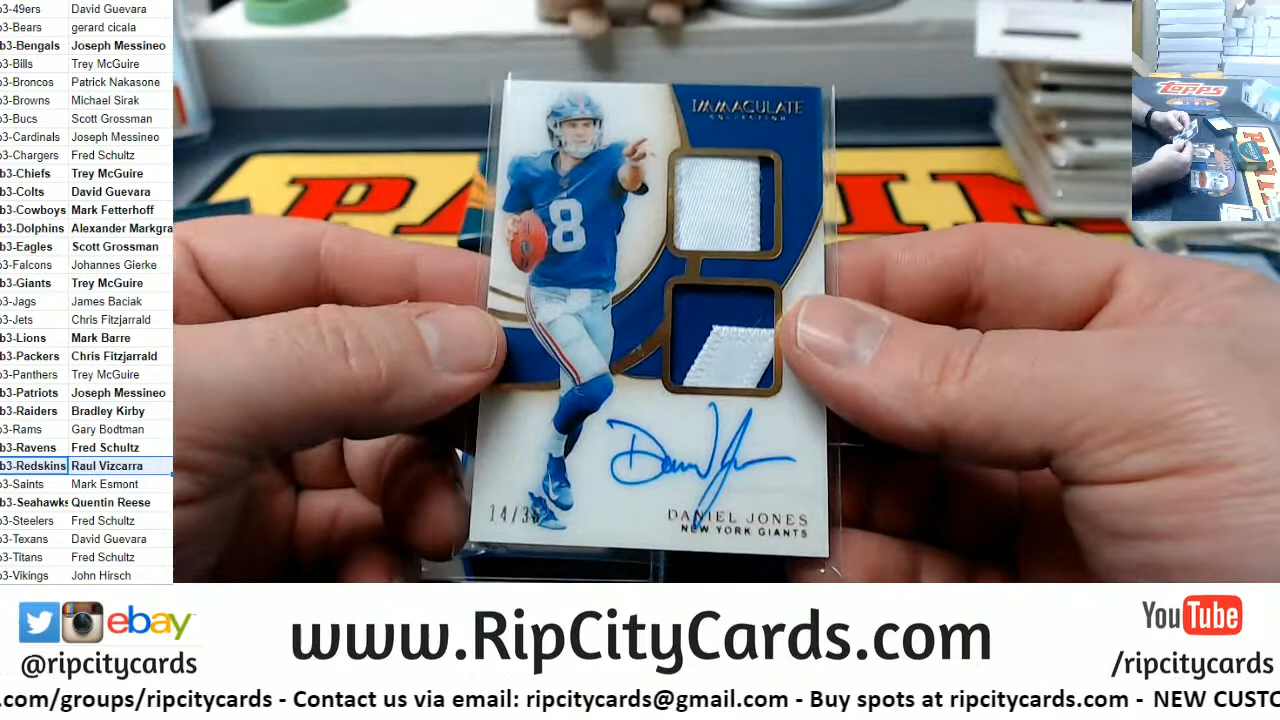 b3-49ers David Guevara
b3-Bears gerard cicala
b3-Bengals Joseph Messineo
b3-Bills Trey McGuire
b3-Broncos Patrick Nakasone
b3-Browns Michael Sirak
b3-Bucs Scott Grossman
b3-Cardinals Joseph Messineo
b3-Chargers Fred Schultz
b3-Chiefs Trey McGuire
b3-Colts David Guevara
b3-Cowboys Mark Fetterhoff
b3-Dolphins Alexander Markgra
b3-Eagles Scott Grossman
b3-Falcons Johannes Gierke
b3-Giants Trey McGuire
b3-Jags James Baciak
b3-Jets Chris Fitzjarrald
b3-Lions Mark Barre
b3-Packers Chris Fitzjarrald
b3-Panthers Trey McGuire
b3-Patriots Joseph Messineo
b3-Raiders Bradley Kirby
b3-Rams Gary Bodtman
b3-Ravens Fred Schultz
b3-Redskins Raul Vizcarra
b3-Saints Mark Esmont
b3-Seahawks Quentin Reese
b3-Steelers Fred Schultz
b3-Texans David Guevara
b3-Titans Fred Schultz
b3-Vikings John Hirsch
IMMACULATE
COLLECTION
8
DANIEL JONES
NEW YORK GIANTS
topps
ebay
@ripcitycards
www.RipCityCards.com
YouTube
/ripcitycards
.com/groups/ripcitycards - Contact us via email: ripcitycards@gmail.com - Buy spots at ripcitycards.com - NEW CUSTO